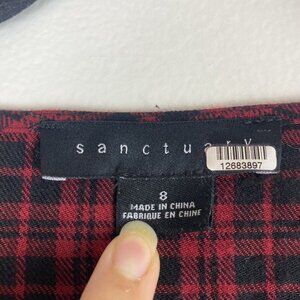 sanctuary
12683897
8
MADE IN CHINA
FABRIQUE EN CHINE